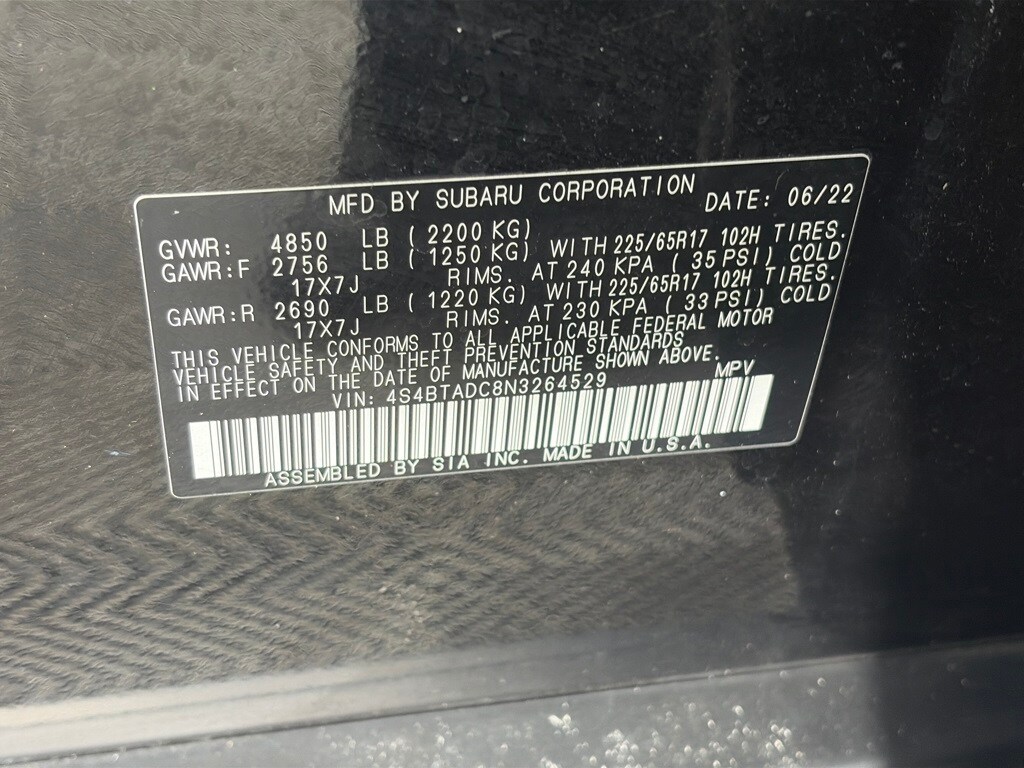 MFD BY SUBARU CORPORATION DATE: 06/22
GVWR: 4850 LB ( 2200 KG)
GAWR:F 2756 LB ( 1250 KG) WITH 225/65R17 102H TIRES.
17X7J RIMS. AT 240 KPA ( 35 PSI) COLD
GAWR:R 2690 LB ( 1220 KG) WITH 225/65R17 102H TIRES.
17X7J RIMS. AT 230 KPA ( 33 PSI) COLD
THIS VEHICLE CONFORMS TO ALL APPLICABLE FEDERAL MOTOR
VEHICLE SAFETY AND THEFT PREVENTION STANDARDS
IN EFFECT ON THE DATE OF MANUFACTURE SHOWN ABOVE.
VIN: 4S4BTADC8N3264529 MPV
ASSEMBLED BY SIA INC. MADE IN U.S.A.